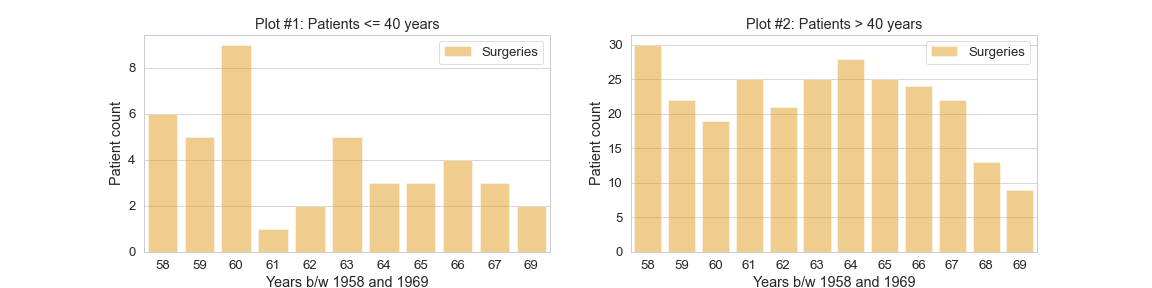 Plot #1: Patients <= 40 years
Surgeries
8
6
4
2
0
Patient count
58 59 60 61 62 63 64 65 66 67 69
Years b/w 1958 and 1969
Plot #2: Patients > 40 years
Surgeries
30
25
20
15
10
5
0
Patient count
58 59 60 61 62 63 64 65 66 67 68 69
Years b/w 1958 and 1969